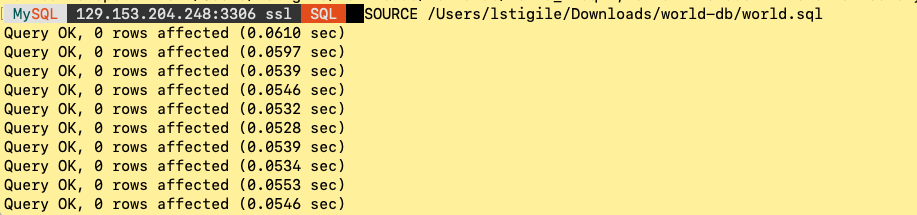 MySQL 129.153.204.248:3306 ssl SQL SOURCE /Users/lstigile/Downloads/world-db/world.sql
Query OK, 0 rows affected (0.0610 sec)
Query OK, 0 rows affected (0.0597 sec)
Query OK, 0 rows affected (0.0539 sec)
Query OK, 0 rows affected (0.0546 sec)
Query OK, 0 rows affected (0.0532 sec)
Query OK, 0 rows affected (0.0528 sec)
Query OK, 0 rows affected (0.0539 sec)
Query OK, 0 rows affected (0.0534 sec)
Query OK, 0 rows affected (0.0553 sec)
Query OK, 0 rows affected (0.0546 sec)